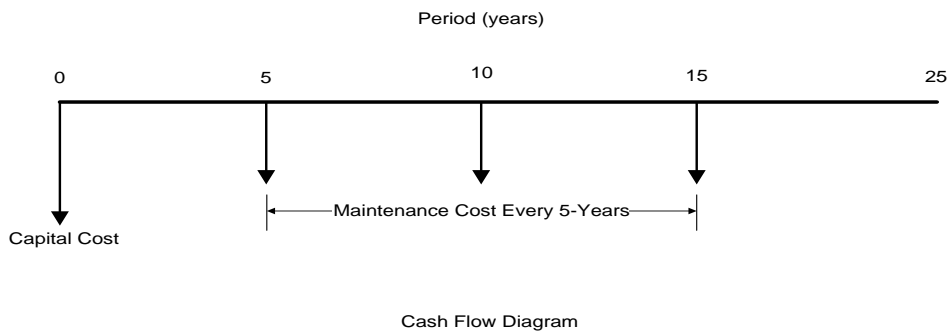 Period (years)
0 5 10 15 25
Maintenance Cost Every 5-Years
Capital Cost
Cash Flow Diagram